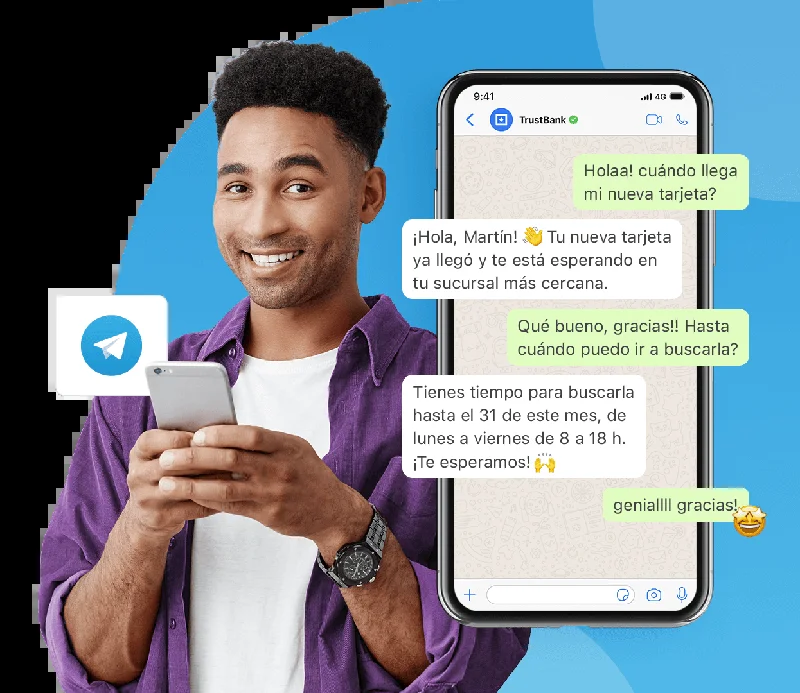 9:41
4G
TrustBank
Holaa! cuándo llega
mi nueva tarjeta?
¡Hola, Martín! 👋 Tu nueva tarjeta
ya llegó y te está esperando en
tu sucursal más cercana.
Qué bueno, gracias!! Hasta
cuándo puedo ir a buscarla?
Tienes tiempo para buscarla
hasta el 31 de este mes, de
lunes a viernes de 8 a 18 h.
¡Te esperamos! 🙌
geniallll gracias!